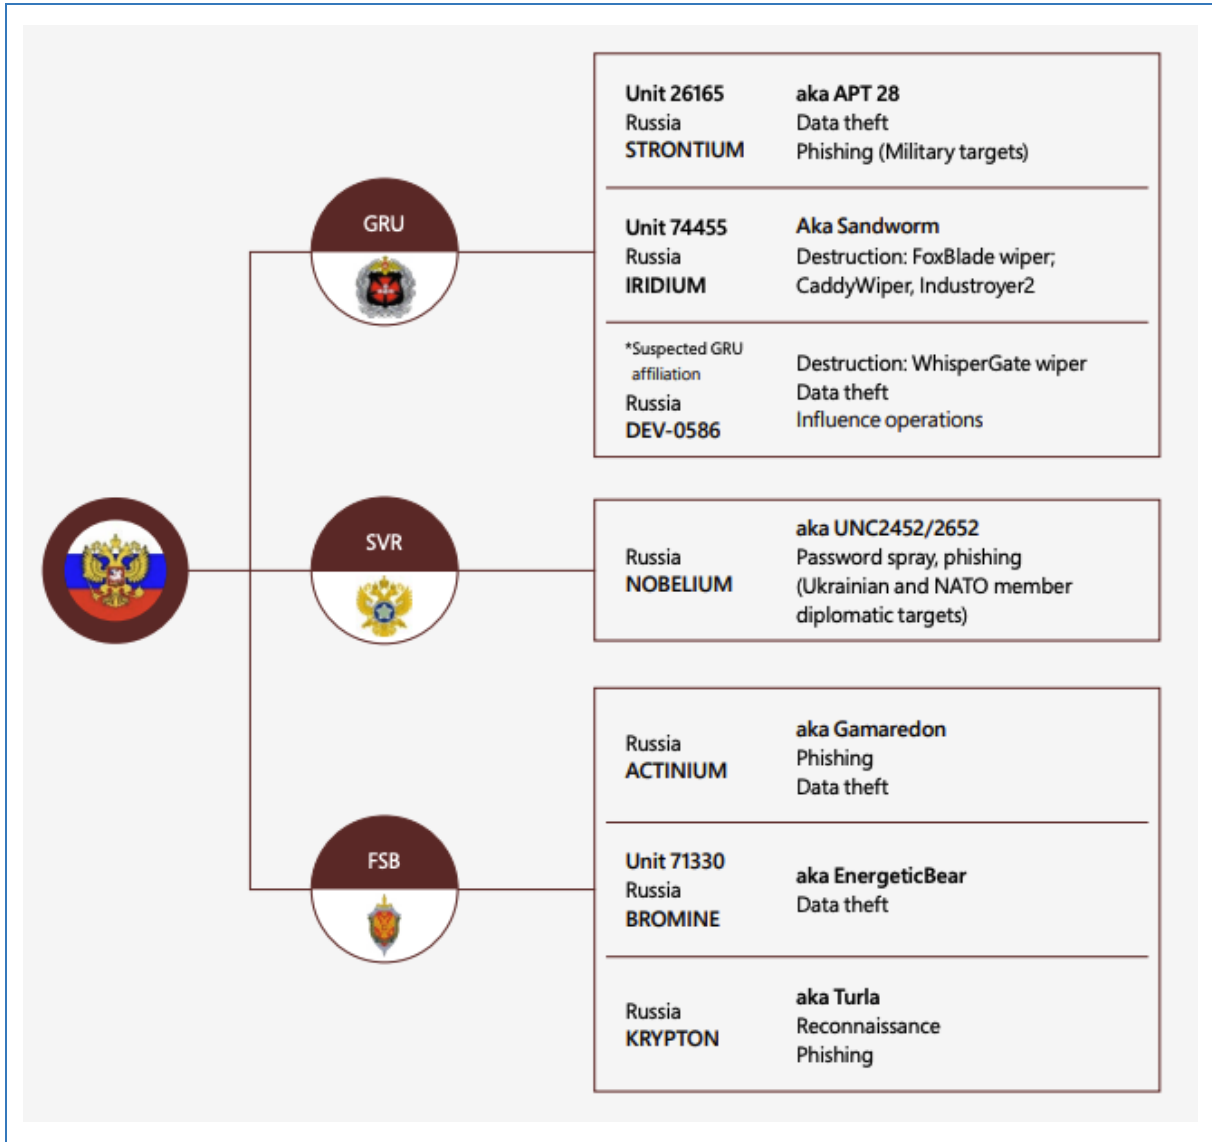 GRU
Unit 26165
Russia
STRONTIUM
aka APT 28
Data theft
Phishing (Military targets)
Unit 74455
Russia
IRIDIUM
Aka Sandworm
Destruction: FoxBlade wiper;
CaddyWiper, Industroyer2
*Suspected GRU
affiliation
Russia
DEV-0586
Destruction: WhisperGate wiper
Data theft
Influence operations
SVR
Russia
NOBELIUM
aka UNC2452/2652
Password spray, phishing
(Ukrainian and NATO member
diplomatic targets)
FSB
Russia
ACTINIUM
aka Gamaredon
Phishing
Data theft
Unit 71330
Russia
BROMINE
aka EnergeticBear
Data theft
Russia
KRYPTON
aka Turla
Reconnaissance
Phishing